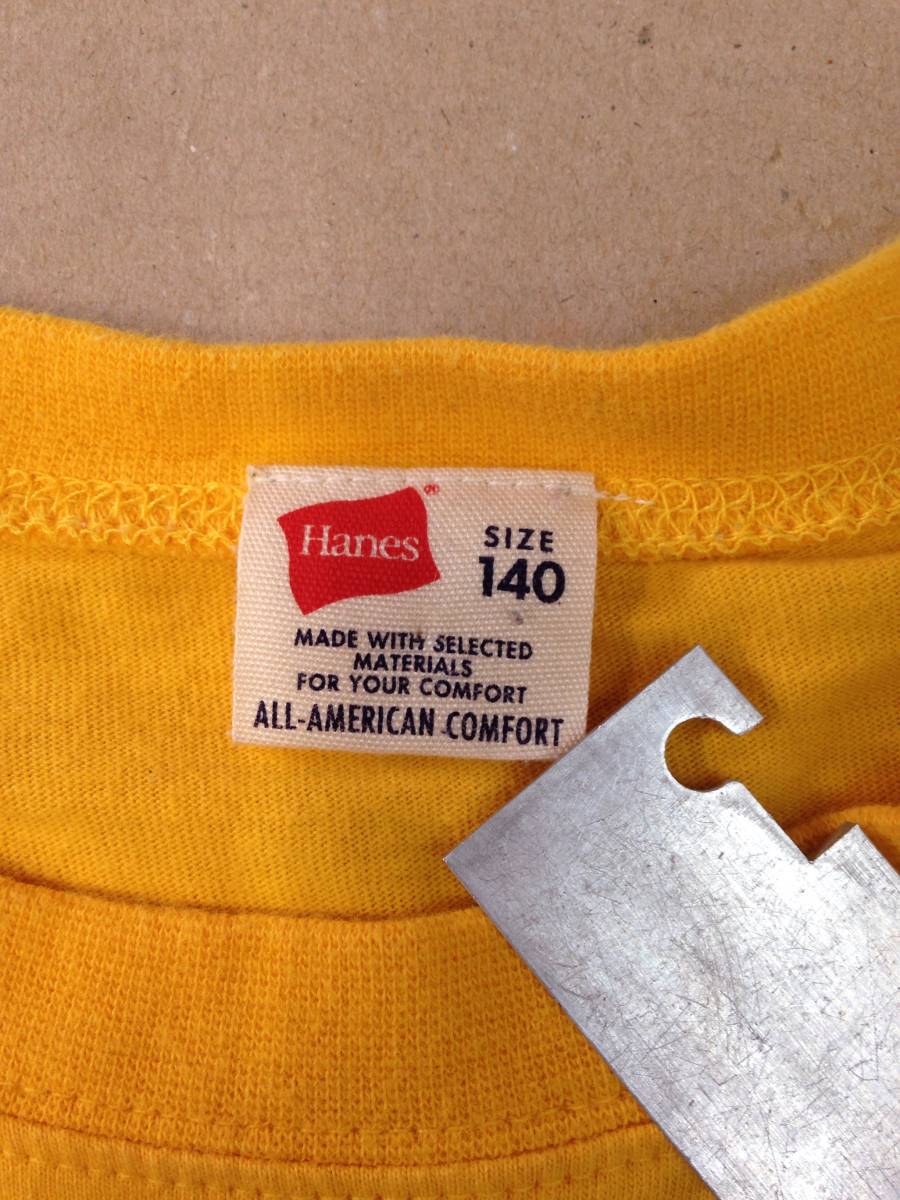 Hanes®
SIZE
140
MADE WITH SELECTED
MATERIALS
FOR YOUR COMFORT
ALL-AMERICAN COMFORT